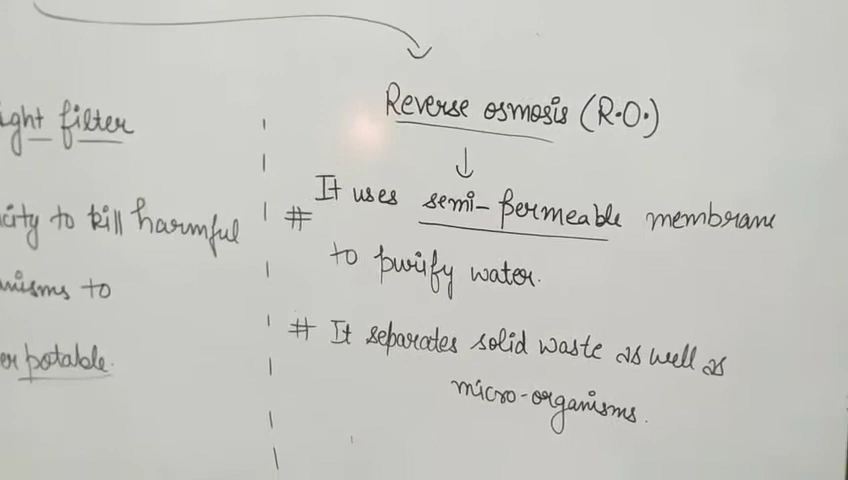 ight filter
city to kill harmful
nisms to
er potable.
Reverse osmosis (R.O.)
# It uses semi-permeable membrane
to purify water.
# It separates solid waste as well as
micro-organisms.